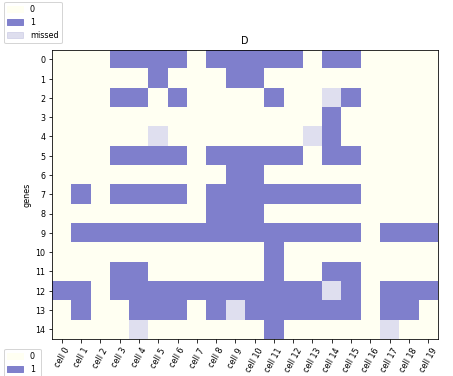 0
1
missed
D
0
1
2
3
4
5
6
7
8
9
10
11
12
13
14
genes
cell 0
cell 1
cell 2
cell 3
cell 4
cell 5
cell 6
cell 7
cell 8
cell 9
cell 10
cell 11
cell 12
cell 13
cell 14
cell 15
cell 16
cell 17
cell 18
cell 19
0
1